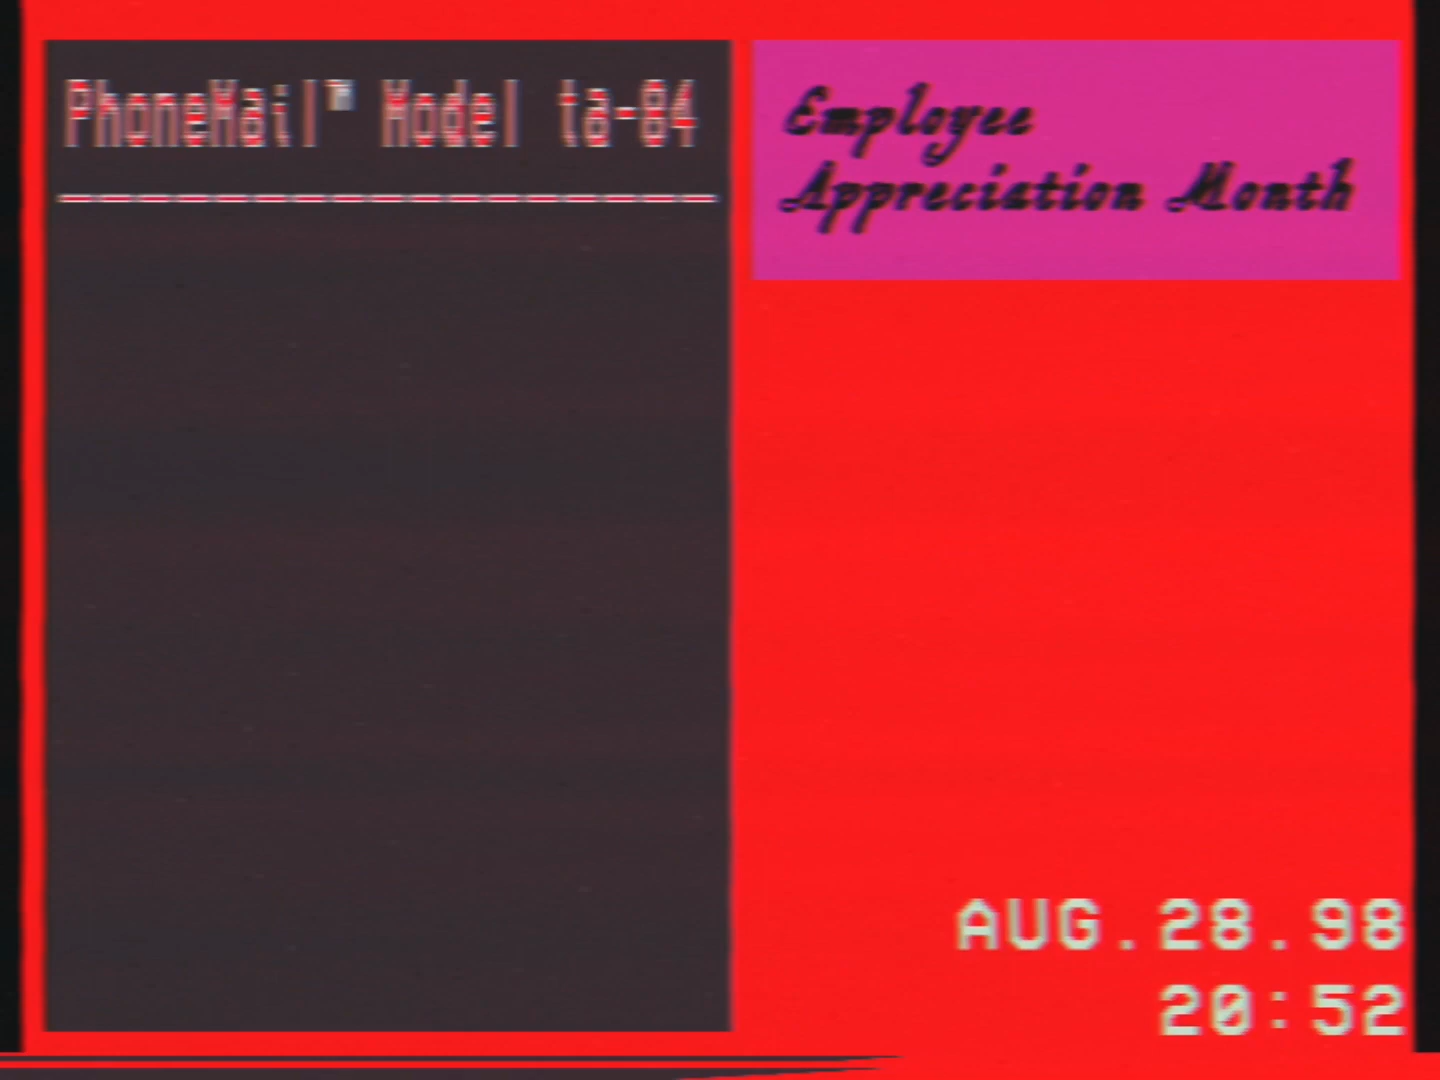 PhoneMail™ Model ta-84
Employee
Appreciation Month
AUG.28.98
20:52